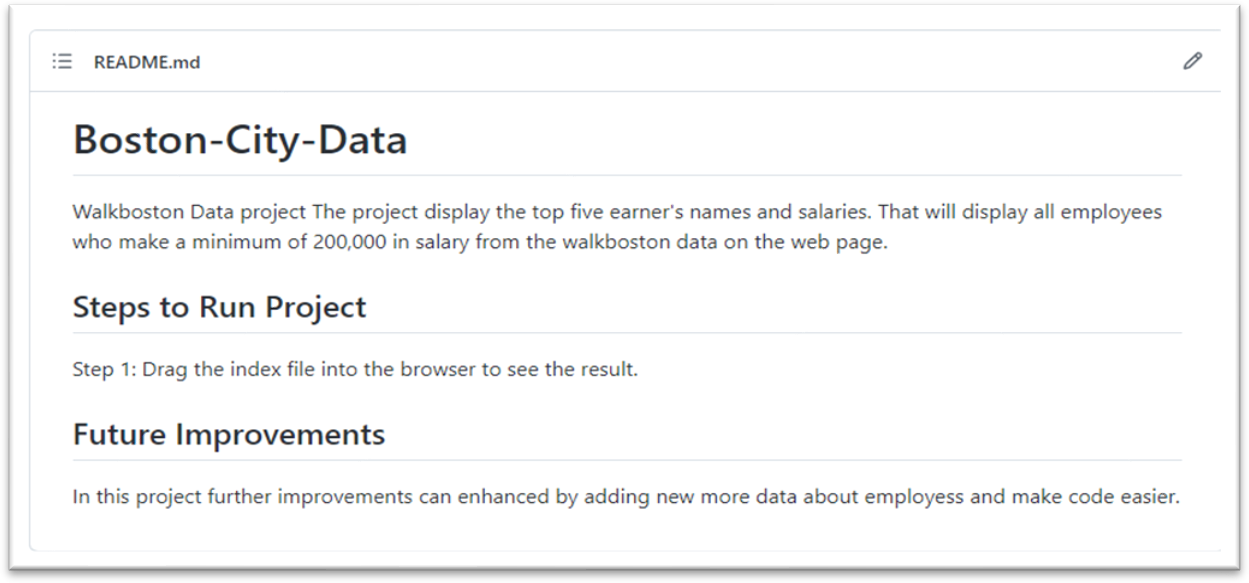 README.md
Boston-City-Data
Walkboston Data project The project display the top five earner's names and salaries. That will display all employees
who make a minimum of 200,000 in salary from the walkboston data on the web page.
Steps to Run Project
Step 1: Drag the index file into the browser to see the result.
Future Improvements
In this project further improvements can enhanced by adding new more data about employess and make code easier.